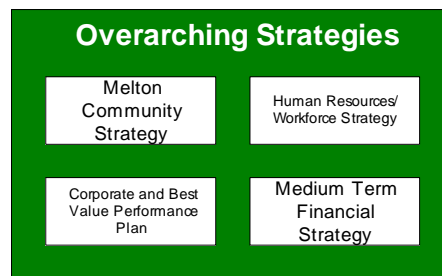 Overarching Strategies
Melton
Community
Strategy
Human Resources/
Workforce Strategy
Corporate and Best
Value Performance
Plan
Medium Term
Financial
Strategy